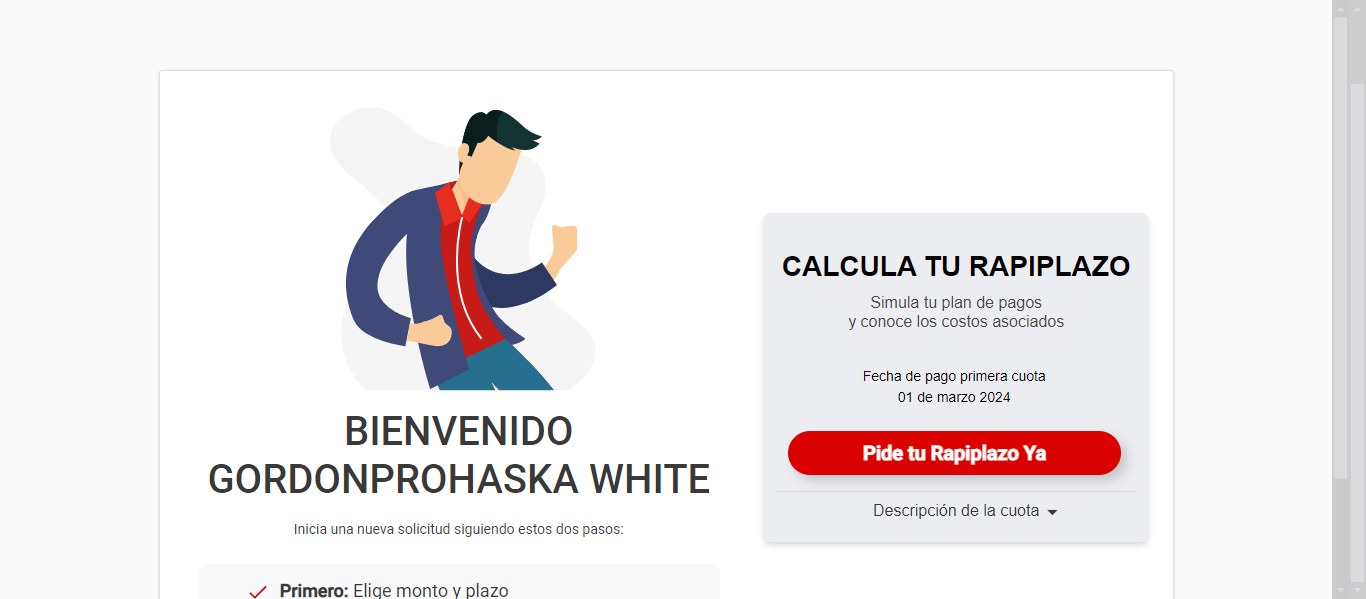 BIENVENIDO
GORDONPROHASKA WHITE
Inicia una nueva solicitud siguiendo estos dos pasos:
Primero: Elige monto y plazo
CALCULA TU RAPIPLAZO
Simula tu plan de pagos
y conoce los costos asociados
Fecha de pago primera cuota
01 de marzo 2024
Pide tu Rapiplazo Ya
Descripción de la cuota